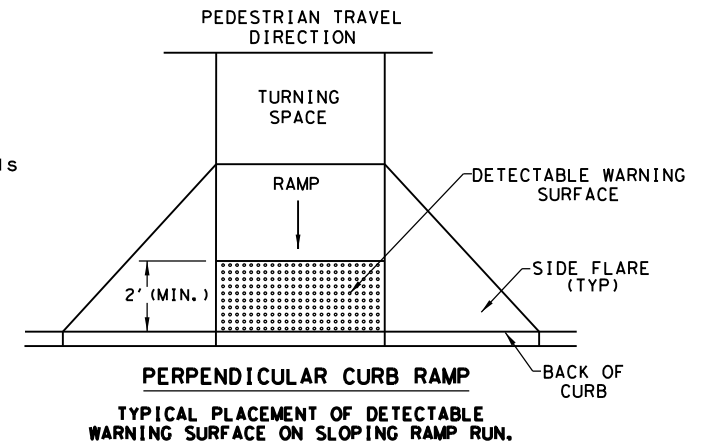 PEDESTRIAN TRAVEL
DIRECTION
TURNING
SPACE
ls
RAMP
DETECTABLE WARNING
SURFACE
SIDE FLARE
(TYP)
2' (MIN.)
BACK OF
CURB
PERPENDICULAR CURB RAMP
TYPICAL PLACEMENT OF DETECTABLE
WARNING SURFACE ON SLOPING RAMP RUN.